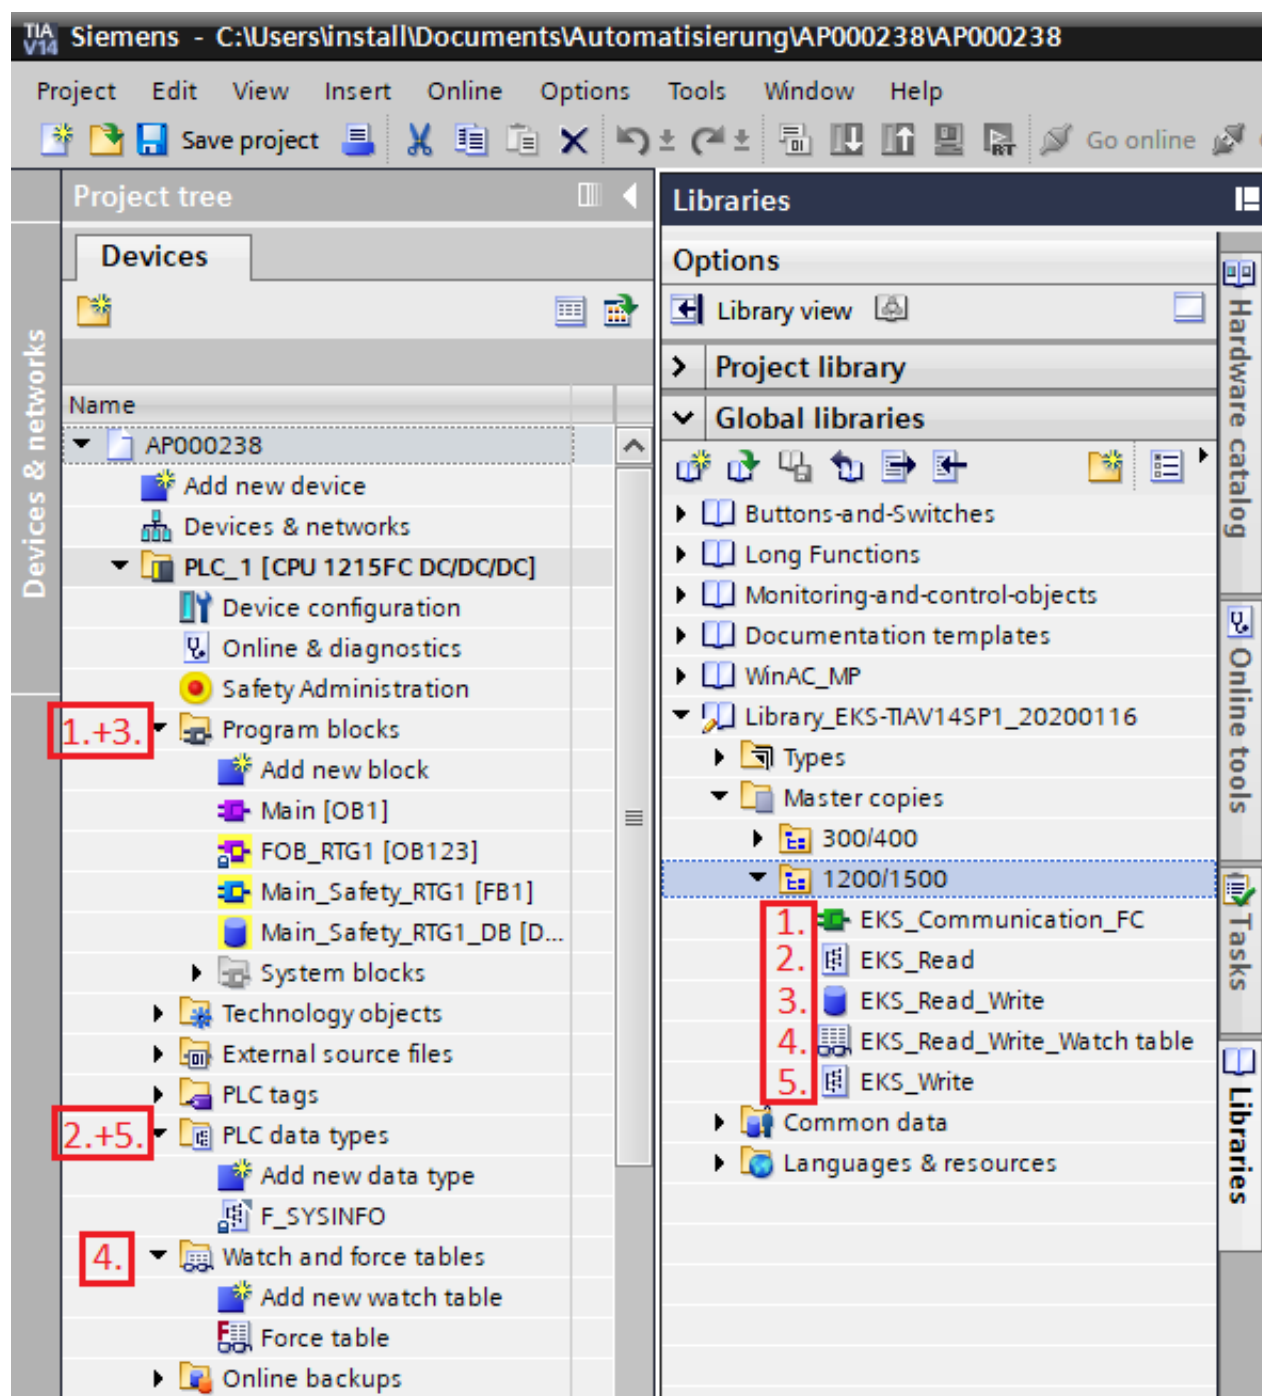 TIA V14 Siemens - C:\Users\install\Documents\Automatisierung\AP000238\AP000238
Project Edit View Insert Online Options Tools Window Help
Save project Go online
Devices & networks
Project tree
Devices
Name
AP000238
Add new device
Devices & networks
PLC_1 [CPU 1215FC DC/DC/DC]
Device configuration
Online & diagnostics
Safety Administration
1.+3. Program blocks
Add new block
Main [OB1]
FOB_RTG1 [OB123]
Main_Safety_RTG1 [FB1]
Main_Safety_RTG1_DB [D...
System blocks
Technology objects
External source files
PLC tags
2.+5. PLC data types
Add new data type
F_SYSINFO
4. Watch and force tables
Add new watch table
Force table
Online backups
Libraries
Options
Library view
Project library
Global libraries
Buttons-and-Switches
Long Functions
Monitoring-and-control-objects
Documentation templates
WinAC_MP
Library_EKS-TIAV14SP1_20200116
Types
Master copies
300/400
1200/1500
1. EKS_Communication_FC
2. EKS_Read
3. EKS_Read_Write
4. EKS_Read_Write_Watch table
5. EKS_Write
Common data
Languages & resources
Hardware catalog
Online tools
Tasks
Libraries